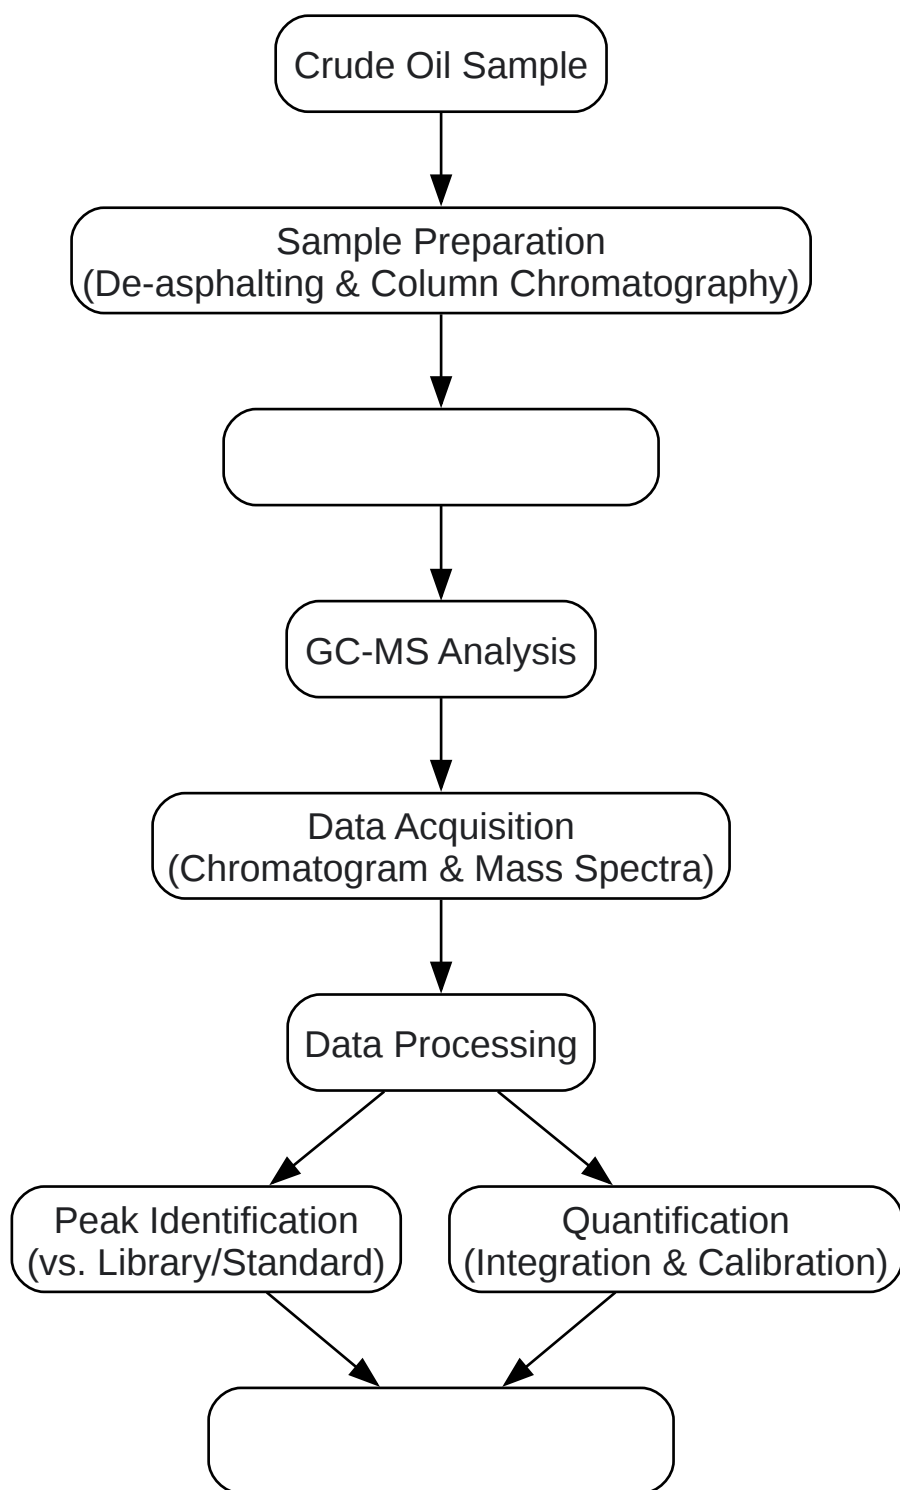 Crude Oil Sample
Sample Preparation
(De-asphalting & Column Chromatography)
GC-MS Analysis
Data Acquisition
(Chromatogram & Mass Spectra)
Data Processing
Peak Identification
(vs. Library/Standard)
Quantification
(Integration & Calibration)